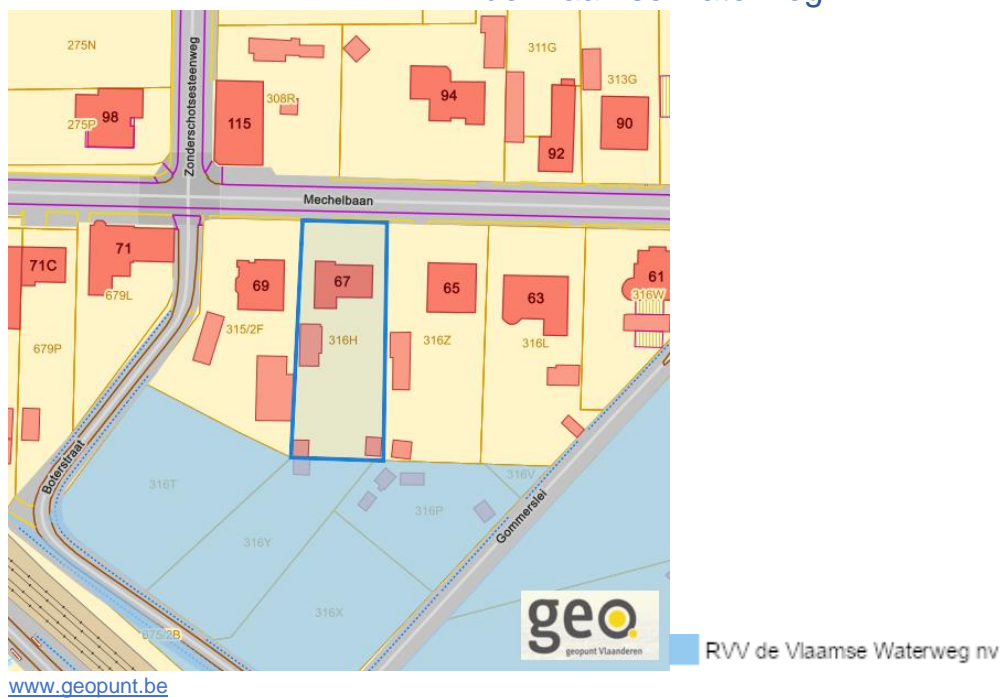 275N
311G
313G
94
308R
98
275P
115
90
92
Zonderschotsesteenweg
Mechelbaan
71
71C
67
69
65
61
63
679L
316W
315/2F
316H
316Z
316L
679P
Boterstraat
316T
316V
316P
Gommerslei
316Y
316X
675/2B
geo
geopunt Vlaanderen
RVV de Vlaamse Waterweg nv
www.geopunt.be